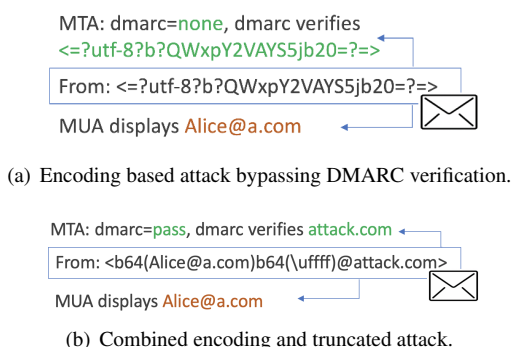 MTA: dmarc=none, dmarc verifies
<=?utf-8?b?QWxpY2VAYS5jb20=?=>
From: <=?utf-8?b?QWxpY2VAYS5jb20=?=>
MUA displays Alice@a.com
(a) Encoding based attack bypassing DMARC verification.
MTA: dmarc=pass, dmarc verifies attack.com
From: <b64(Alice@a.com)b64(\uffff)@attack.com>
MUA displays Alice@a.com
(b) Combined encoding and truncated attack.